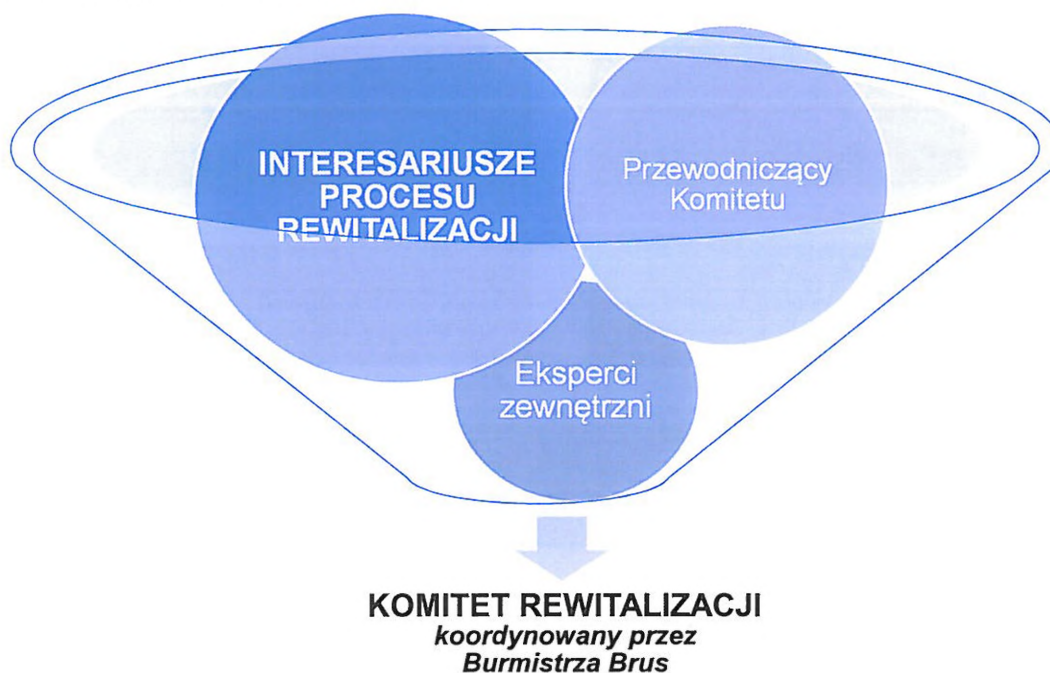 INTERESARIUSZE
PROCESU
REWITALIZACJI
Przewodniczący
Komitetu
Eksperci
zewnętrzni
KOMITET REWITALIZACJI
koordynowany przez
Burmistrza Brus